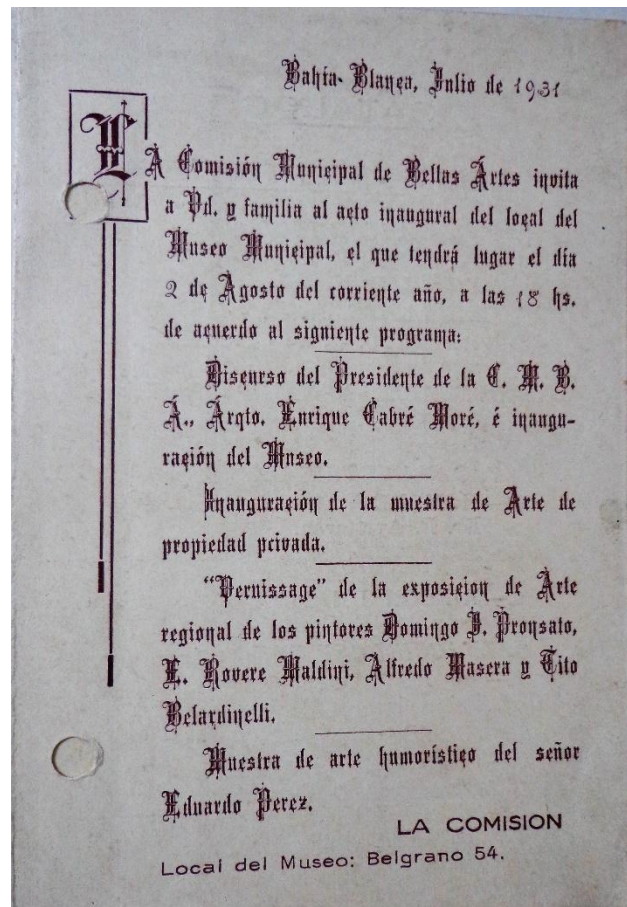 Bahía-Blanca, Julio de 1931
LA Comisión Municipal de Bellas Artes invita
a Vd. y familia al acto inaugural del local del
Museo Municipal, el que tendrá lugar el día
2 de Agosto del corriente año, a las 18 hs.
de acuerdo al siguiente programa:
Discurso del Presidente de la C. M. B.
A., Arqto. Enrique Cabré Moré, é inaugu-
ración del Museo.
Inauguración de la muestra de Arte de
propiedad pcivada.
“Vernissage” de la exposicion de Arte
regional de los pintores Domingo J. Pronsato,
E. Rovere Maldini, Alfredo Masera y Tito
Belardinelli.
Muestra de arte humorístico del señor
Eduardo Perez.
LA COMISION
Local del Museo: Belgrano 54.